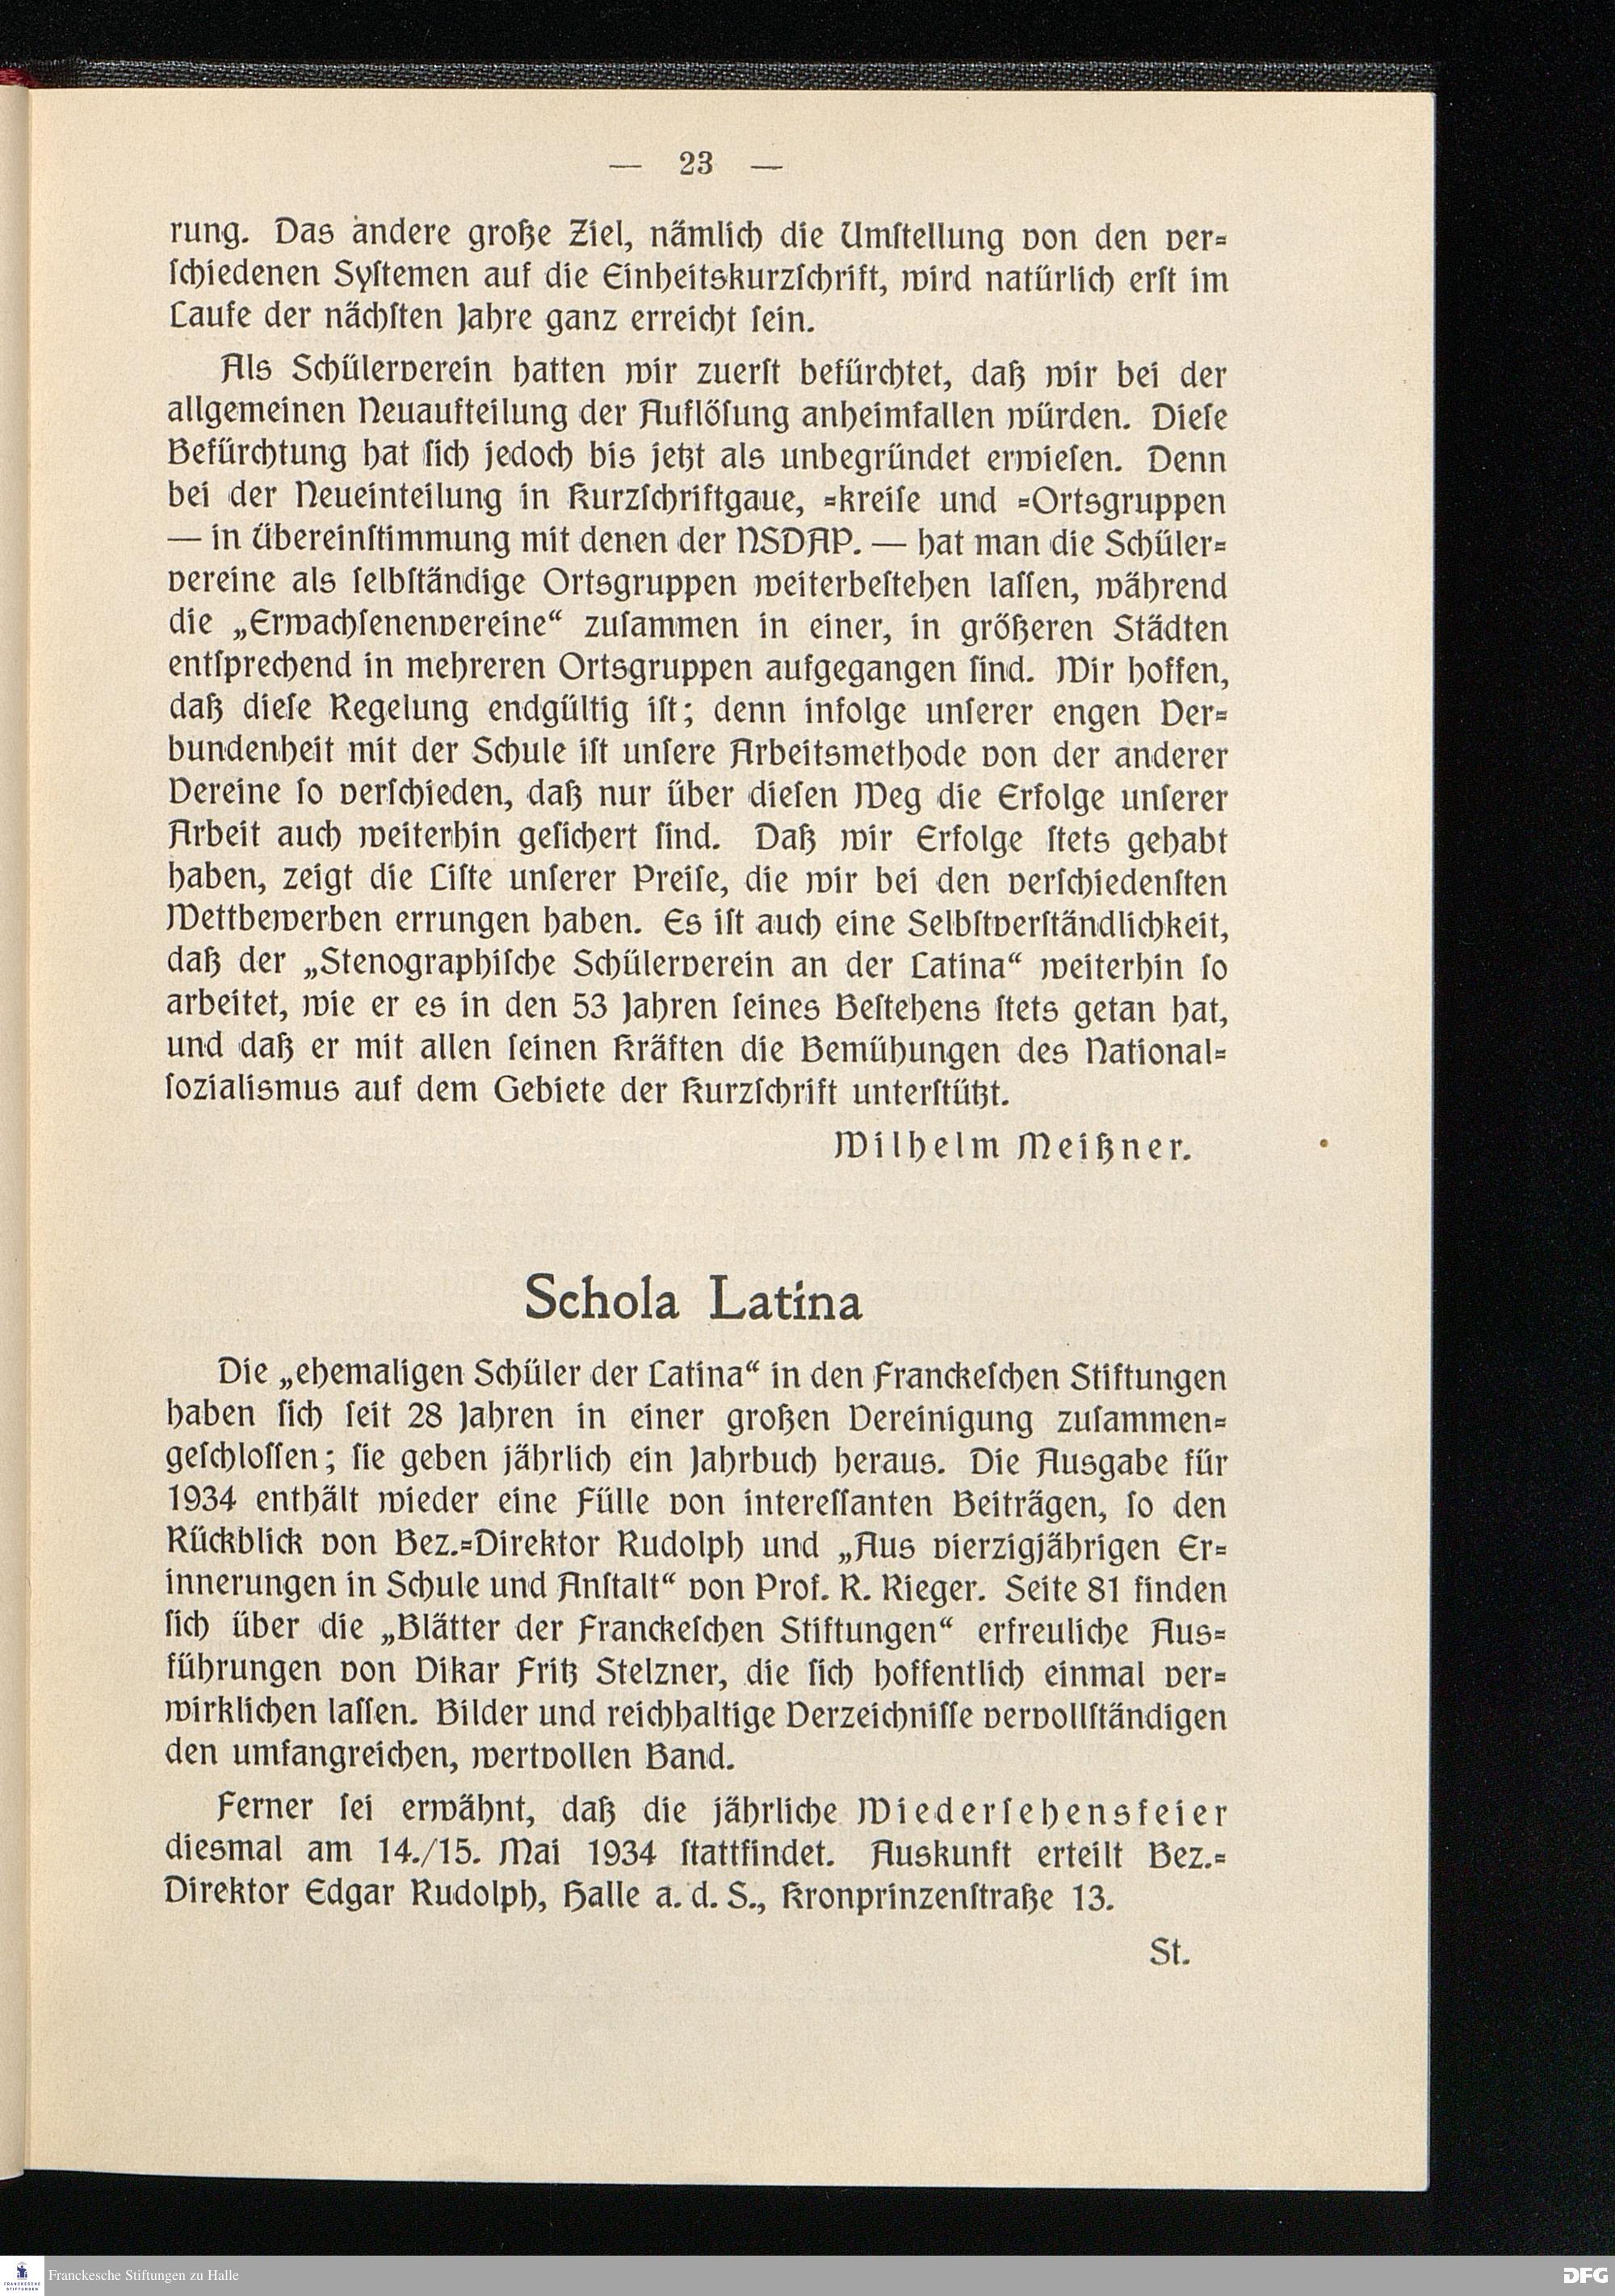 — 23 —
rung. Das andere große Ziel, nämlich die Umstellung von den ver-
schiedenen Systemen auf die Einheitskurzschrift, wird natürlich erst im
Laufe der nächsten Jahre ganz erreicht sein.
Als Schülerverein hatten wir zuerst befürchtet, daß wir bei der
allgemeinen Neuaufteilung der Auflösung anheimfallen würden. Diese
Befürchtung hat sich jedoch bis jetzt als unbegründet erwiesen. Denn
bei der Neueinteilung in Kurzschriftgaue, -kreise und -Ortsgruppen
— in Übereinstimmung mit denen der NSDAP. — hat man die Schüler-
vereine als selbständige Ortsgruppen weiterbestehen lassen, während
die „Erwachsenenvereine“ zusammen in einer, in größeren Städten
entsprechend in mehreren Ortsgruppen aufgegangen sind. Wir hoffen,
daß diese Regelung endgültig ist; denn infolge unserer engen Ver-
bundenheit mit der Schule ist unsere Arbeitsmethode von der anderer
Vereine so verschieden, daß nur über diesen Weg die Erfolge unserer
Arbeit auch weiterhin gesichert sind. Daß wir Erfolge stets gehabt
haben, zeigt die Liste unserer Preise, die wir bei den verschiedensten
Wettbewerben errungen haben. Es ist auch eine Selbstverständlichkeit,
daß der „Stenographische Schülerverein an der Latina“ weiterhin so
arbeitet, wie er es in den 53 Jahren seines Bestehens stets getan hat,
und daß er mit allen seinen Kräften die Bemühungen des National-
sozialismus auf dem Gebiete der Kurzschrift unterstützt.
Wilhelm Meißner.
Schola Latina
Die „ehemaligen Schüler der Latina“ in den Franckeschen Stiftungen
haben sich seit 28 Jahren in einer großen Vereinigung zusammen-
geschlossen; sie geben jährlich ein Jahrbuch heraus. Die Ausgabe für
1934 enthält wieder eine Fülle von interessanten Beiträgen, so den
Rückblick von Bez.-Direktor Rudolph und „Aus vierzigjährigen Er-
innerungen in Schule und Anstalt“ von Prof. R. Rieger. Seite 81 finden
sich über die „Blätter der Franckeschen Stiftungen“ erfreuliche Aus-
führungen von Vikar Fritz Stelzner, die sich hoffentlich einmal ver-
wirklichen lassen. Bilder und reichhaltige Verzeichnisse vervollständigen
den umfangreichen, wertvollen Band.
Ferner sei erwähnt, daß die jährliche Wiedersehensfeier
diesmal am 14./15. Mai 1934 stattfindet. Auskunft erteilt Bez.-
Direktor Edgar Rudolph, Halle a. d. S., Kronprinzenstraße 13.
St.
FRANCKESCHE
STIFTUNGEN
Franckesche Stiftungen zu Halle
DFG